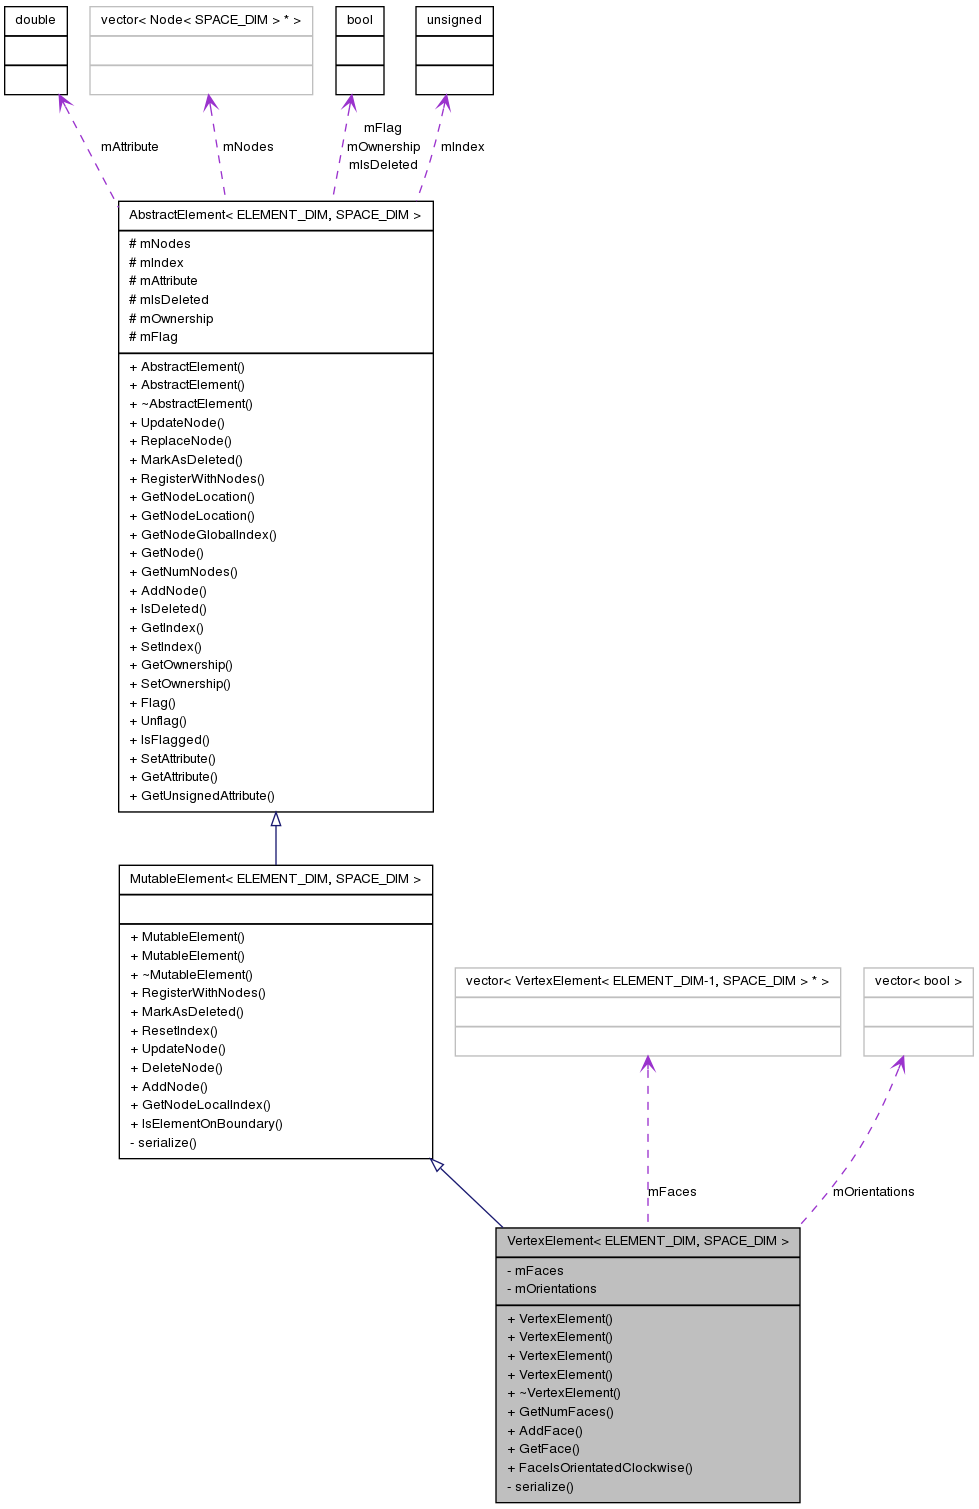 double
vector< Node< SPACE_DIM > * >
bool
unsigned
mAttribute
mNodes
mFlag
mOwnership
mIsDeleted
mIndex
AbstractElement< ELEMENT_DIM, SPACE_DIM >
# mNodes
# mIndex
# mAttribute
# mIsDeleted
# mOwnership
# mFlag
+ AbstractElement()
+ AbstractElement()
+ ~AbstractElement()
+ UpdateNode()
+ ReplaceNode()
+ MarkAsDeleted()
+ RegisterWithNodes()
+ GetNodeLocation()
+ GetNodeLocation()
+ GetNodeGlobalIndex()
+ GetNode()
+ GetNumNodes()
+ AddNode()
+ IsDeleted()
+ GetIndex()
+ SetIndex()
+ GetOwnership()
+ SetOwnership()
+ Flag()
+ Unflag()
+ IsFlagged()
+ SetAttribute()
+ GetAttribute()
+ GetUnsignedAttribute()
MutableElement< ELEMENT_DIM, SPACE_DIM >
+ MutableElement()
+ MutableElement()
+ ~MutableElement()
+ RegisterWithNodes()
+ MarkAsDeleted()
+ ResetIndex()
+ UpdateNode()
+ DeleteNode()
+ AddNode()
+ GetNodeLocalIndex()
+ IsElementOnBoundary()
- serialize()
vector< VertexElement< ELEMENT_DIM-1, SPACE_DIM > * >
vector< bool >
mFaces
mOrientations
VertexElement< ELEMENT_DIM, SPACE_DIM >
- mFaces
- mOrientations
+ VertexElement()
+ VertexElement()
+ VertexElement()
+ VertexElement()
+ ~VertexElement()
+ GetNumFaces()
+ AddFace()
+ GetFace()
+ FaceIsOrientatedClockwise()
- serialize()